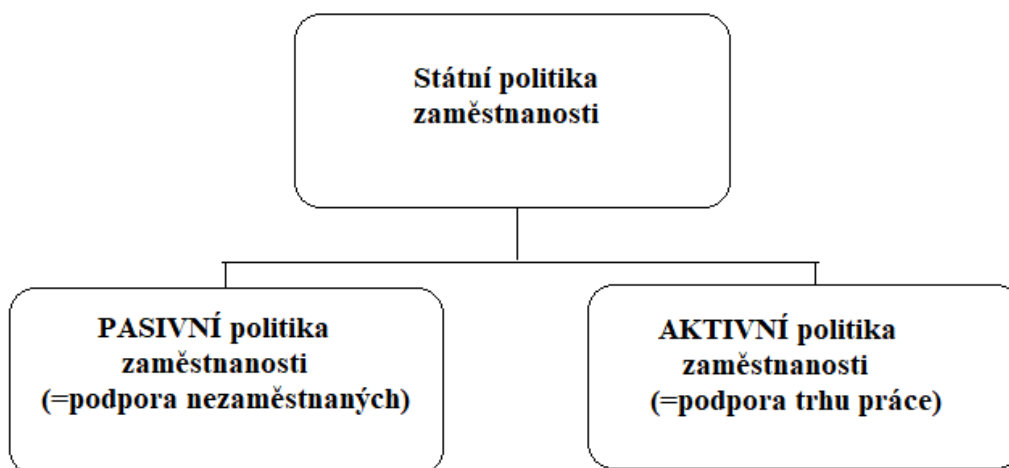 Státní politika
zaměstnanosti
PASIVNÍ politika
zaměstnanosti
(=podpora nezaměstnaných)
AKTIVNÍ politika
zaměstnanosti
(=podpora trhu práce)